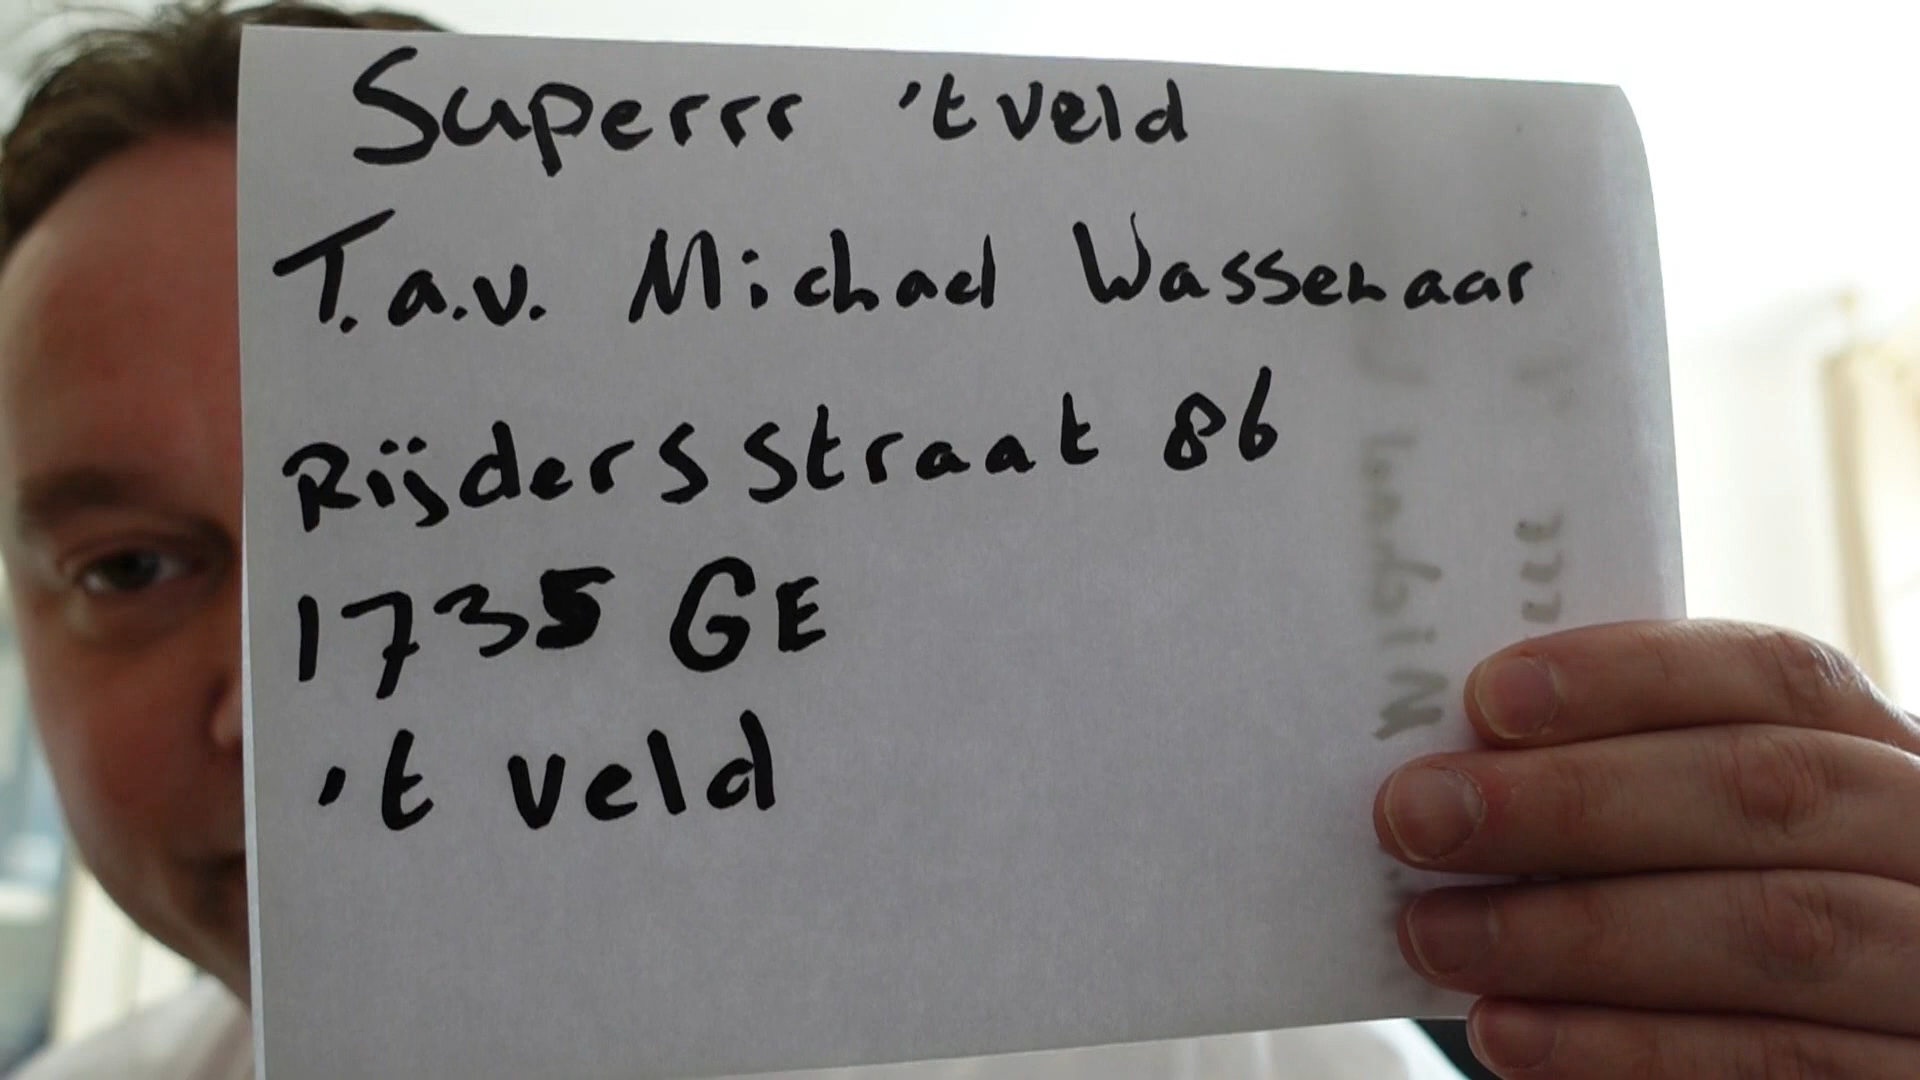 Superrr 't veld
T.a.v. Michael Wassenaar
Rijdersstraat 86
1735 GE
't veld